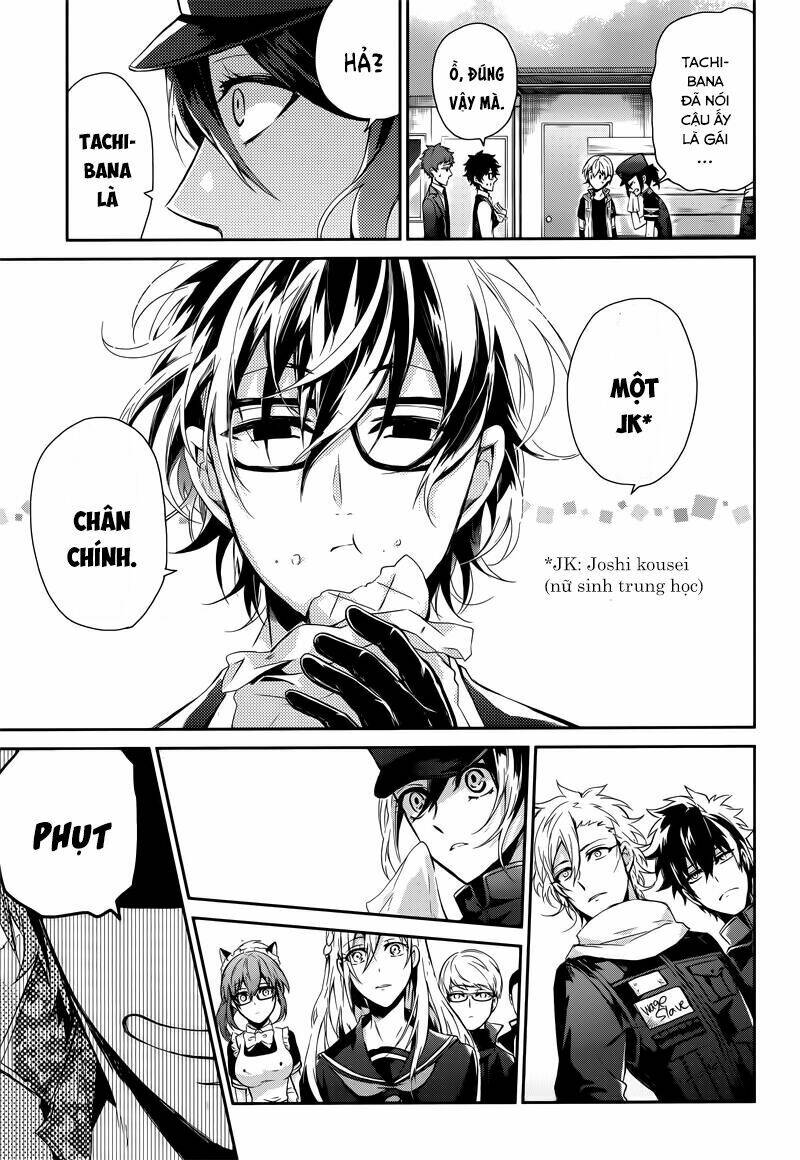 TACHI-
BANA
ĐÃ NÓI
CẬU ẤY
LÀ GÁI
...
Ồ, ĐÚNG
VẬY MÀ.
HẢ?
TACHI-
BANA
LÀ
MỘT
JK*
CHÂN
CHÍNH.
*JK: Joshi kousei
(nữ sinh trung học)
Wago
Slave
PHỤT